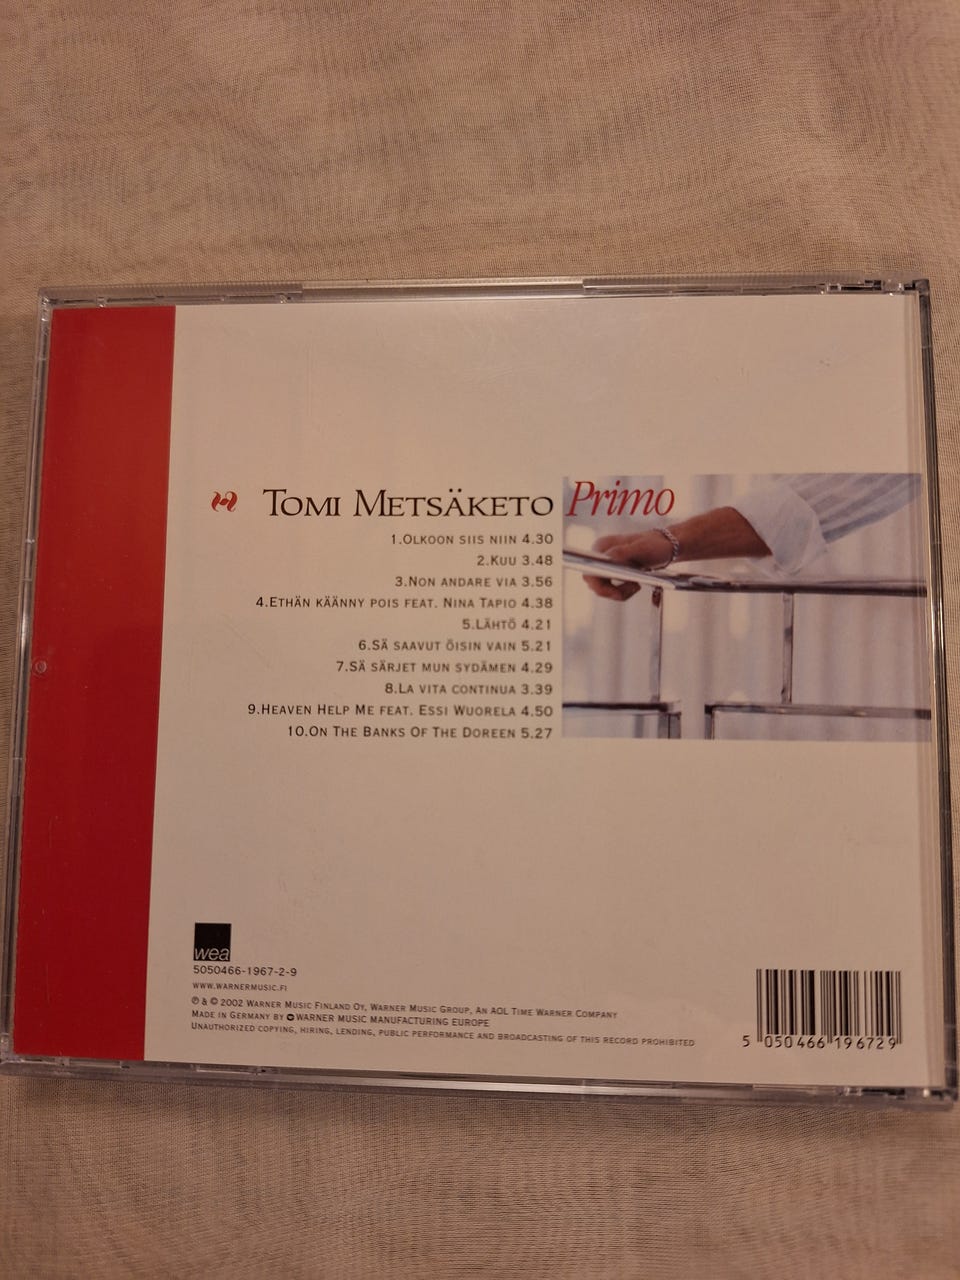 TOMI METSÄKETO Primo
1.OLKOON SIIS NIIN 4.30
2.KUU 3.48
3.NON ANDARE VIA 3.56
4.ETHÄN KÄÄNNY POIS FEAT. NINA TAPIO 4.38
5.LÄHTÖ 4.21
6.SÄ SAAVUT ÖISIN VAIN 5.21
7.SÄ SÄRJET MUN SYDÄMEN 4.29
8.LA VITA CONTINUA 3.39
9.HEAVEN HELP ME FEAT. ESSI WUORELA 4.50
10.ON THE BANKS OF THE DOREEN 5.27
wea
5050466-1967-2-9
WWW.WARNERMUSIC.FI
℗ & © 2002 WARNER MUSIC FINLAND OY, WARNER MUSIC GROUP, AN AOL TIME WARNER COMPANY
MADE IN GERMANY BY WARNER MUSIC MANUFACTURING EUROPE
UNAUTHORIZED COPYING, HIRING, LENDING, PUBLIC PERFORMANCE AND BROADCASTING OF THIS RECORD PROHIBITED
5 050466 196729